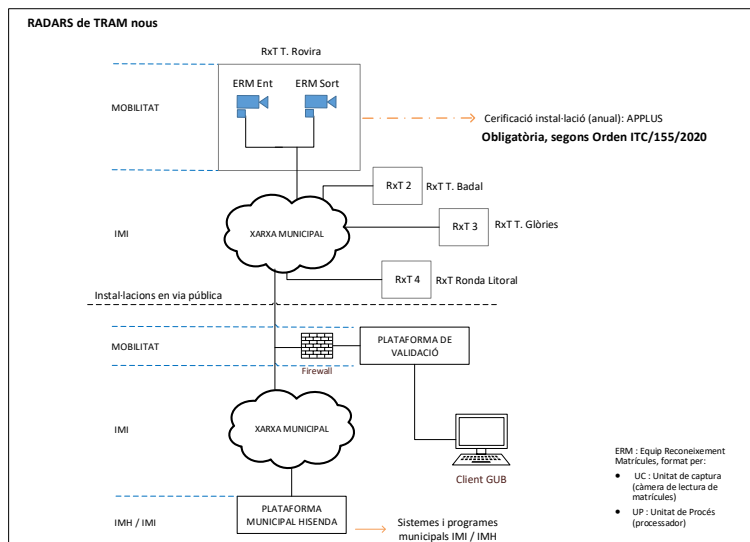 RADARS de TRAM nous
RxT T. Rovira
ERM Ent
ERM Sort
MOBILITAT
Cerificació instal·lació (anual): APPLUS
Obligatòria, segons Orden ITC/155/2020
RxT 2
RxT T. Badal
IMI
XARXA MUNICIPAL
RxT 3
RxT T. Glòries
RxT 4
RxT Ronda Litoral
Instal·lacions en via pública
MOBILITAT
PLATAFORMA DE
VALIDACIÓ
Firewall
IMI
XARXA MUNICIPAL
Client GUB
ERM : Equip Reconeixement
Matrícules, format per:
• UC : Unitat de captura
(càmera de lectura de
matrícules)
• UP : Unitat de Procés
(processador)
IMH / IMI
PLATAFORMA
MUNICIPAL HISENDA
Sistemes i programes
municipals IMI / IMH